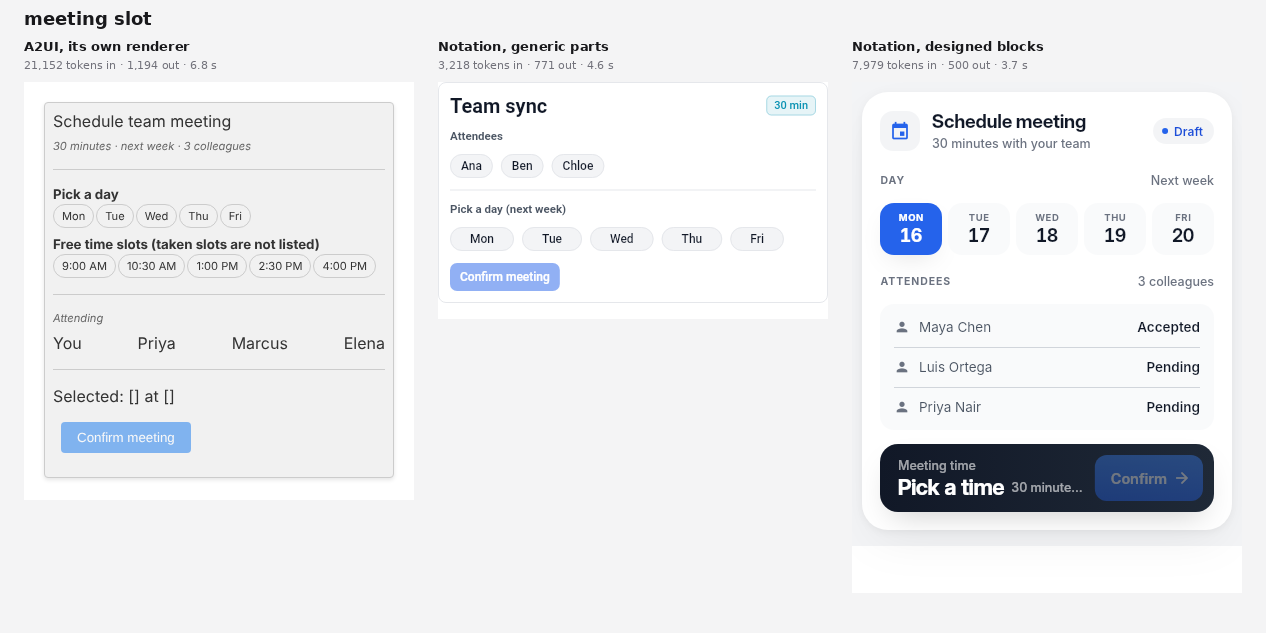 meeting slot
A2UI, its own renderer
21,152 tokens in · 1,194 out · 6.8 s
Schedule team meeting
30 minutes · next week · 3 colleagues
Pick a day
Mon Tue Wed Thu Fri
Free time slots (taken slots are not listed)
9:00 AM 10:30 AM 1:00 PM 2:30 PM 4:00 PM
Attending
You Priya Marcus Elena
Selected: [] at []
Confirm meeting
Notation, generic parts
3,218 tokens in · 771 out · 4.6 s
Team sync 30 min
Attendees
Ana Ben Chloe
Pick a day (next week)
Mon Tue Wed Thu Fri
Confirm meeting
Notation, designed blocks
7,979 tokens in · 500 out · 3.7 s
Schedule meeting
30 minutes with your team
Draft
DAY Next week
MON TUE WED THU FRI
16 17 18 19 20
ATTENDEES 3 colleagues
Maya Chen Accepted
Luis Ortega Pending
Priya Nair Pending
Meeting time
Pick a time 30 minute...
Confirm →